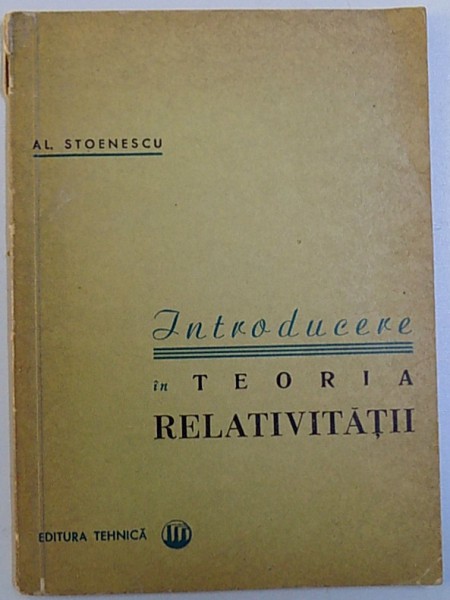 AL. STOENESCU
Introducere
în TEORIA
RELATIVITĂȚII
EDITURA TEHNICĂ